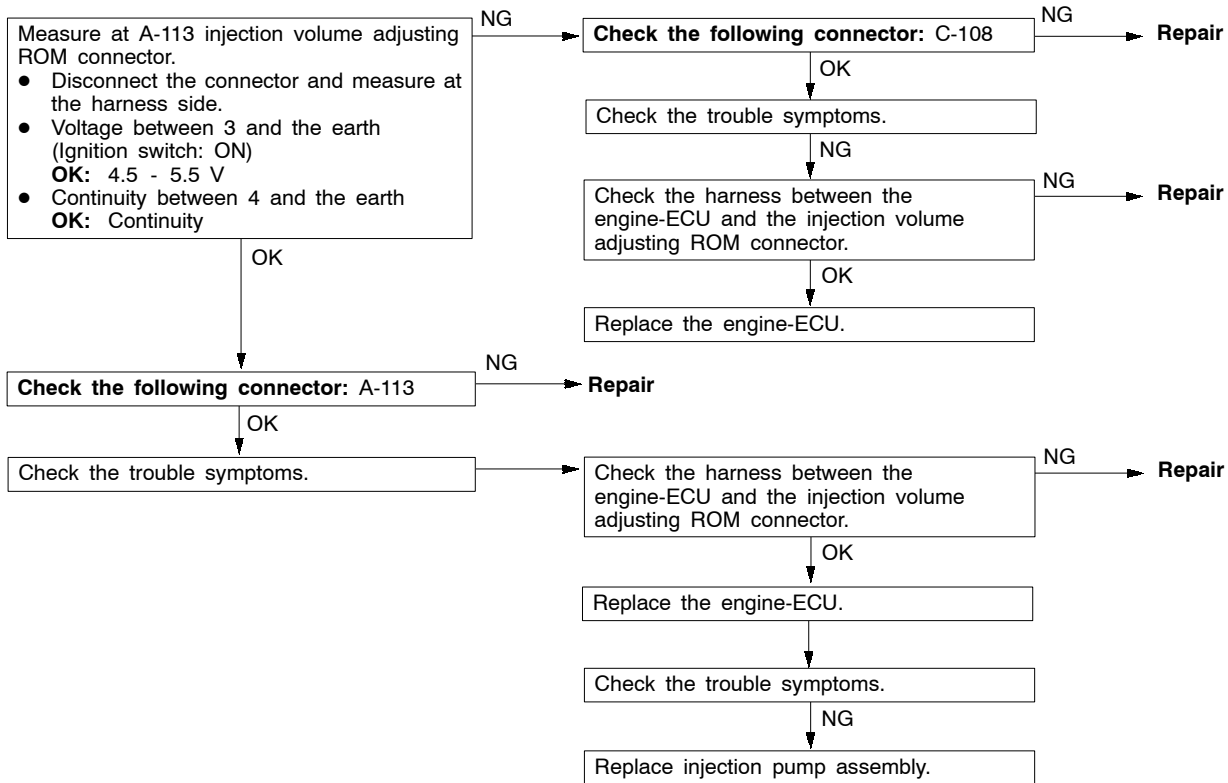 Measure at A-113 injection volume adjusting
ROM connector.
● Disconnect the connector and measure at
the harness side.
● Voltage between 3 and the earth
(Ignition switch: ON)
OK: 4.5 - 5.5 V
● Continuity between 4 and the earth
OK: Continuity
NG
Check the following connector: C-108
NG
Repair
OK
Check the trouble symptoms.
NG
Check the harness between the
engine-ECU and the injection volume
adjusting ROM connector.
NG
Repair
OK
Replace the engine-ECU.
OK
Check the following connector: A-113
NG
Repair
OK
Check the trouble symptoms.
Check the harness between the
engine-ECU and the injection volume
adjusting ROM connector.
NG
Repair
OK
Replace the engine-ECU.
Check the trouble symptoms.
NG
Replace injection pump assembly.